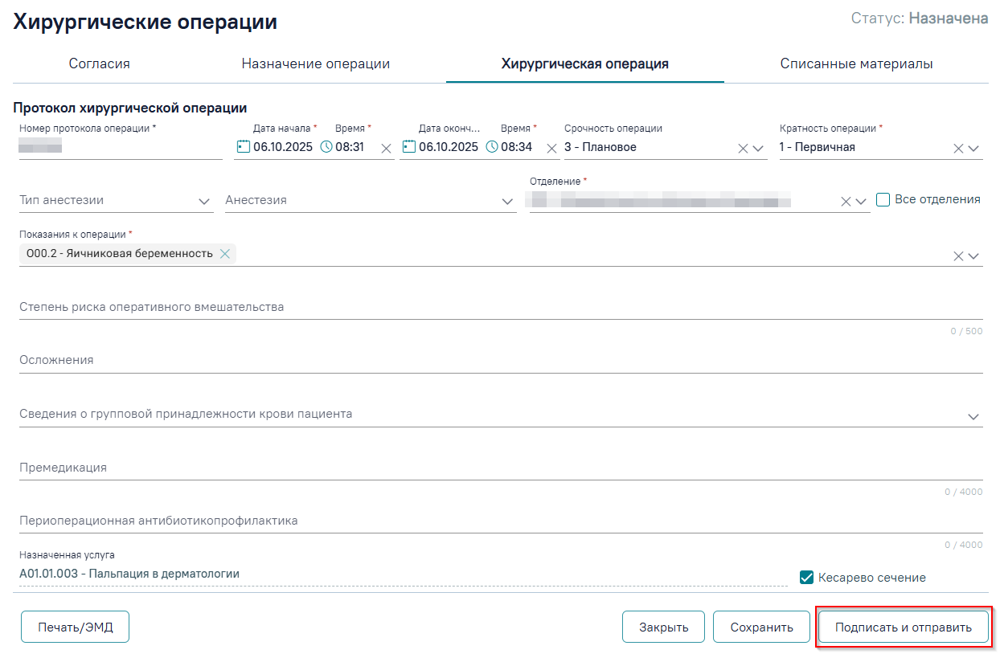 Хирургические операции
Статус: Назначена
Согласия
Назначение операции
Хирургическая операция
Списанные материалы
Протокол хирургической операции
Номер протокола операции *
Дата начала *
Время *
Дата оконч...
Время *
Срочность операции
Кратность операции *
06.10.2025
08:31
06.10.2025
08:34
3 - Плановое
1 - Первичная
Отделение *
Тип анестезии
Анестезия
Все отделения
Показания к операции *
O00.2 - Яичниковая беременность
Степень риска оперативного вмешательства
0 / 500
Осложнения
Сведения о групповой принадлежности крови пациента
Премедикация
0 / 4000
Периоперационная антибиотикопрофилактика
0 / 4000
Назначенная услуга
A01.01.003 - Пальпация в дерматологии
Кесарево сечение
Печать/ЭМД
Закрыть
Сохранить
Подписать и отправить